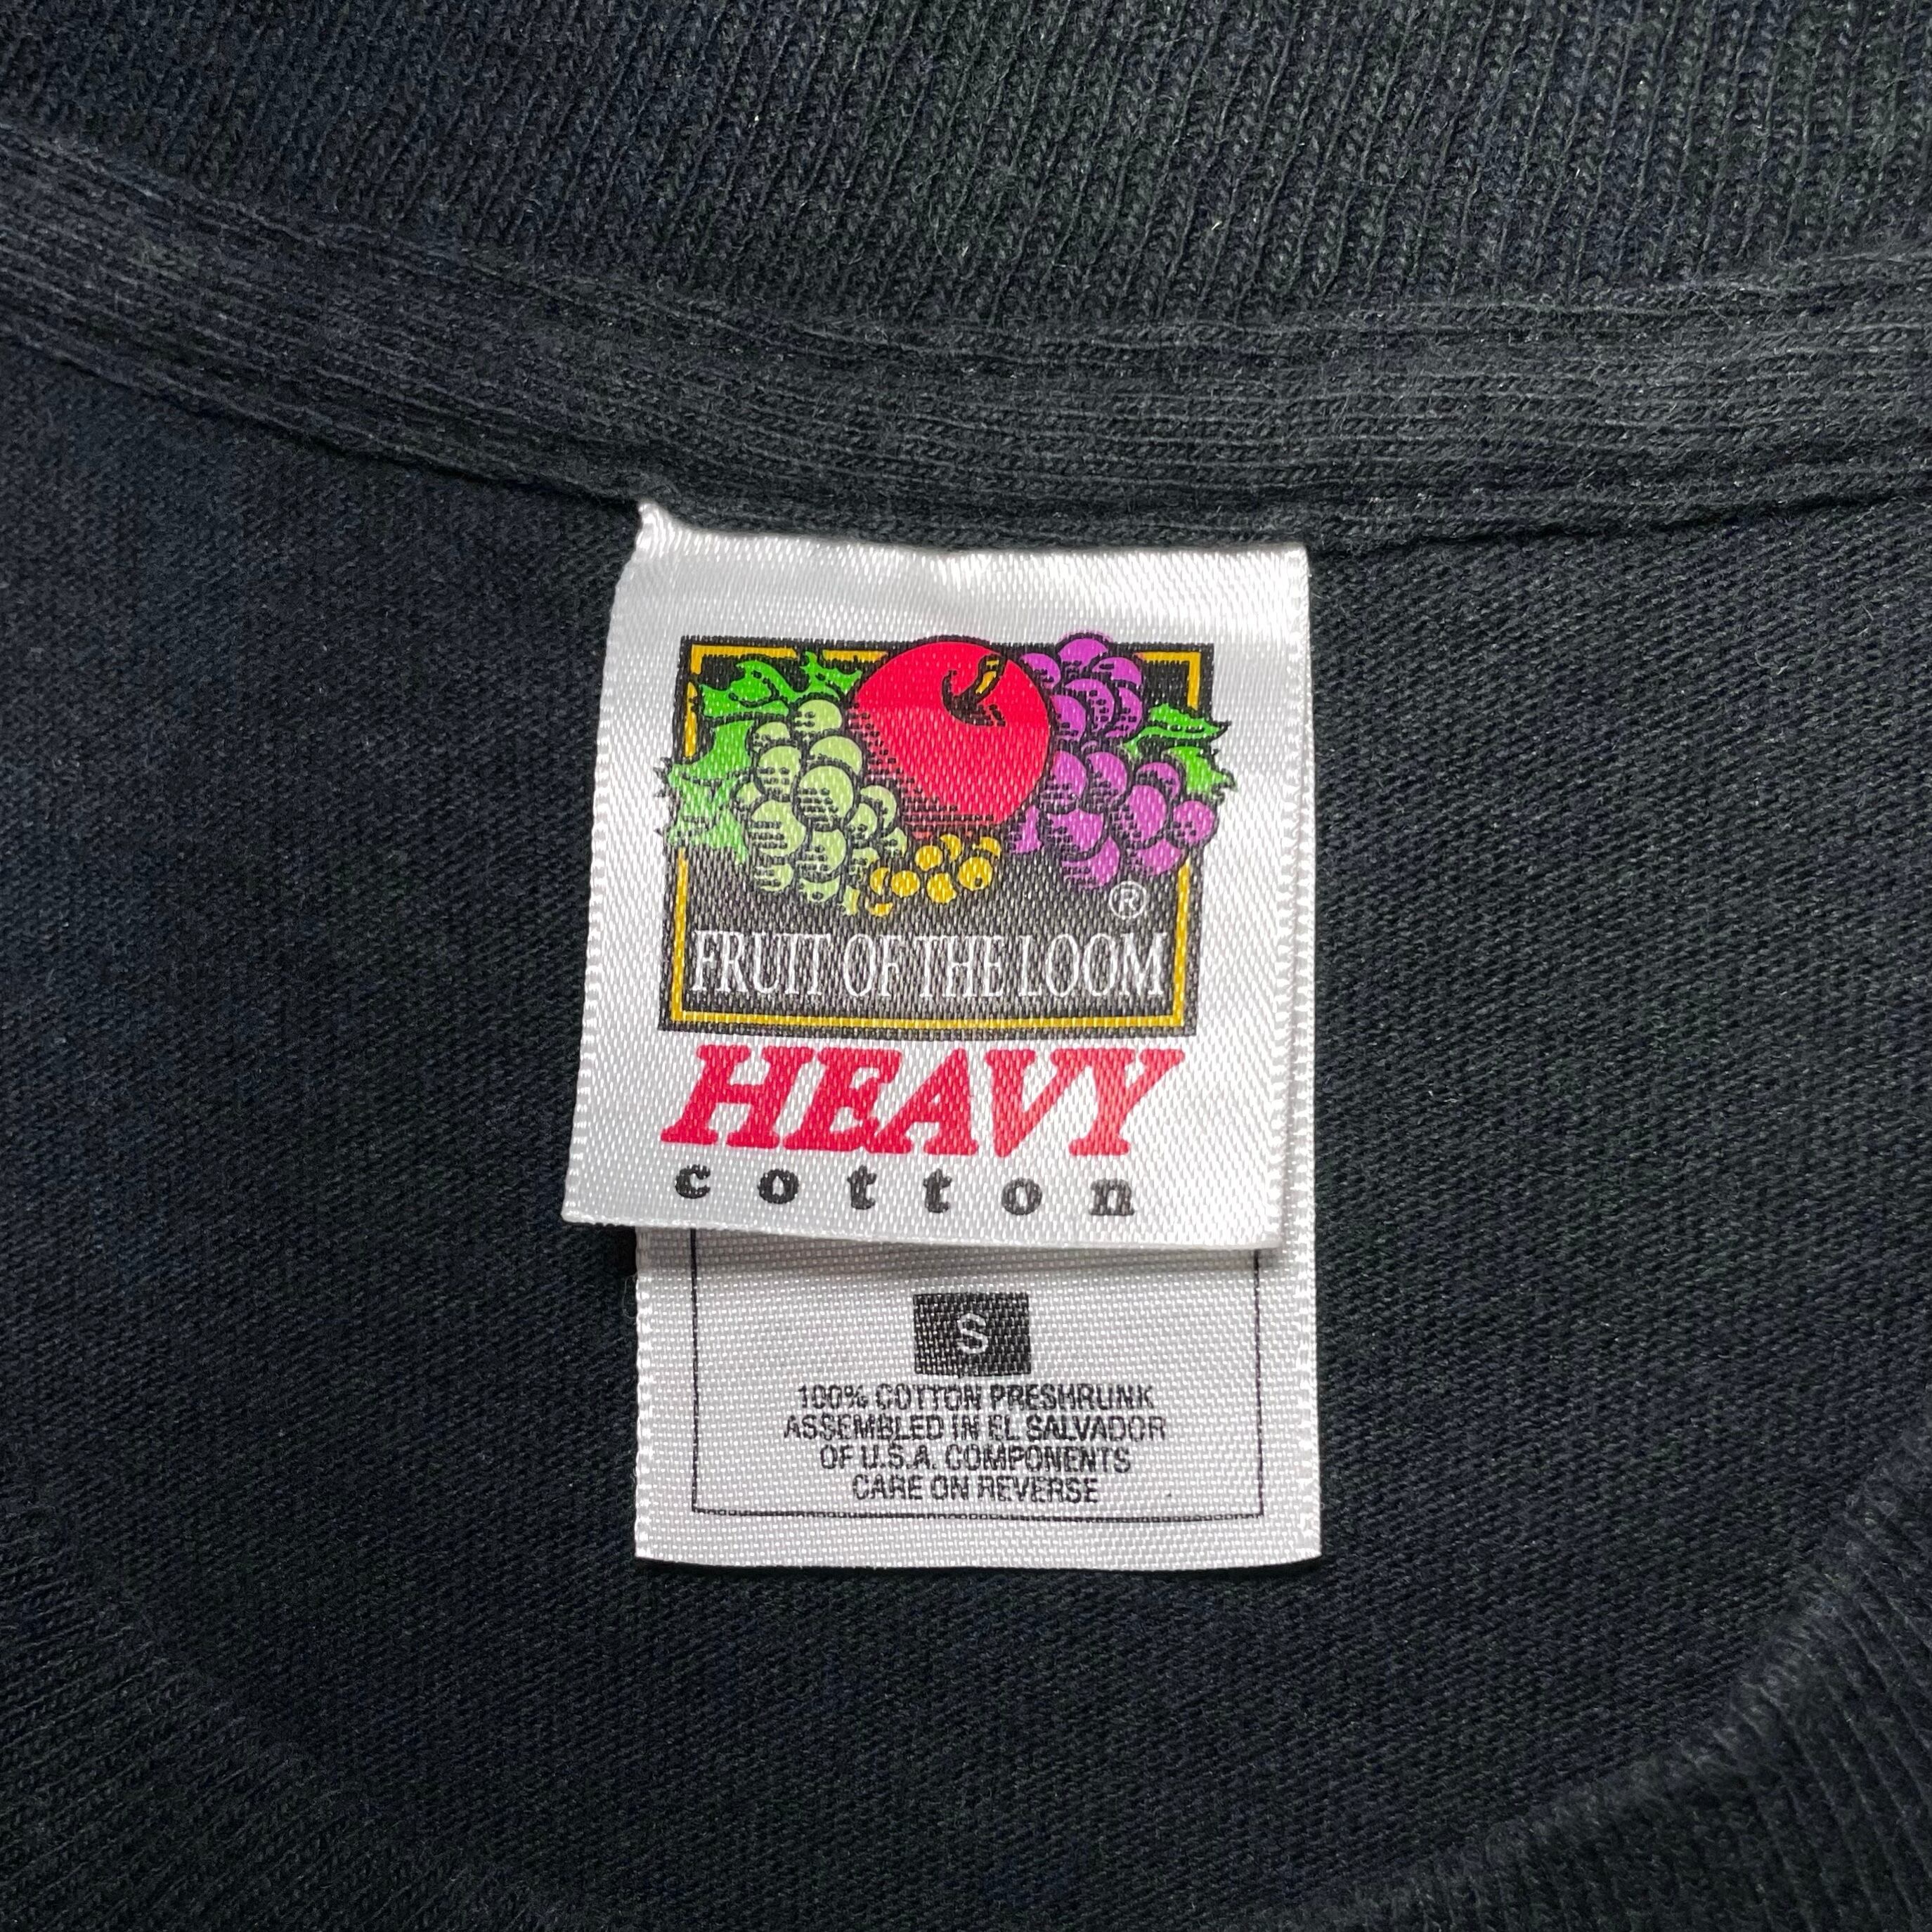 ®
FRUIT OF THE LOOM
HEAVY
cotton
S
100% COTTON PRESHRUNK
ASSEMBLED IN EL SALVADOR
OF U.S.A. COMPONENTS
CARE ON REVERSE